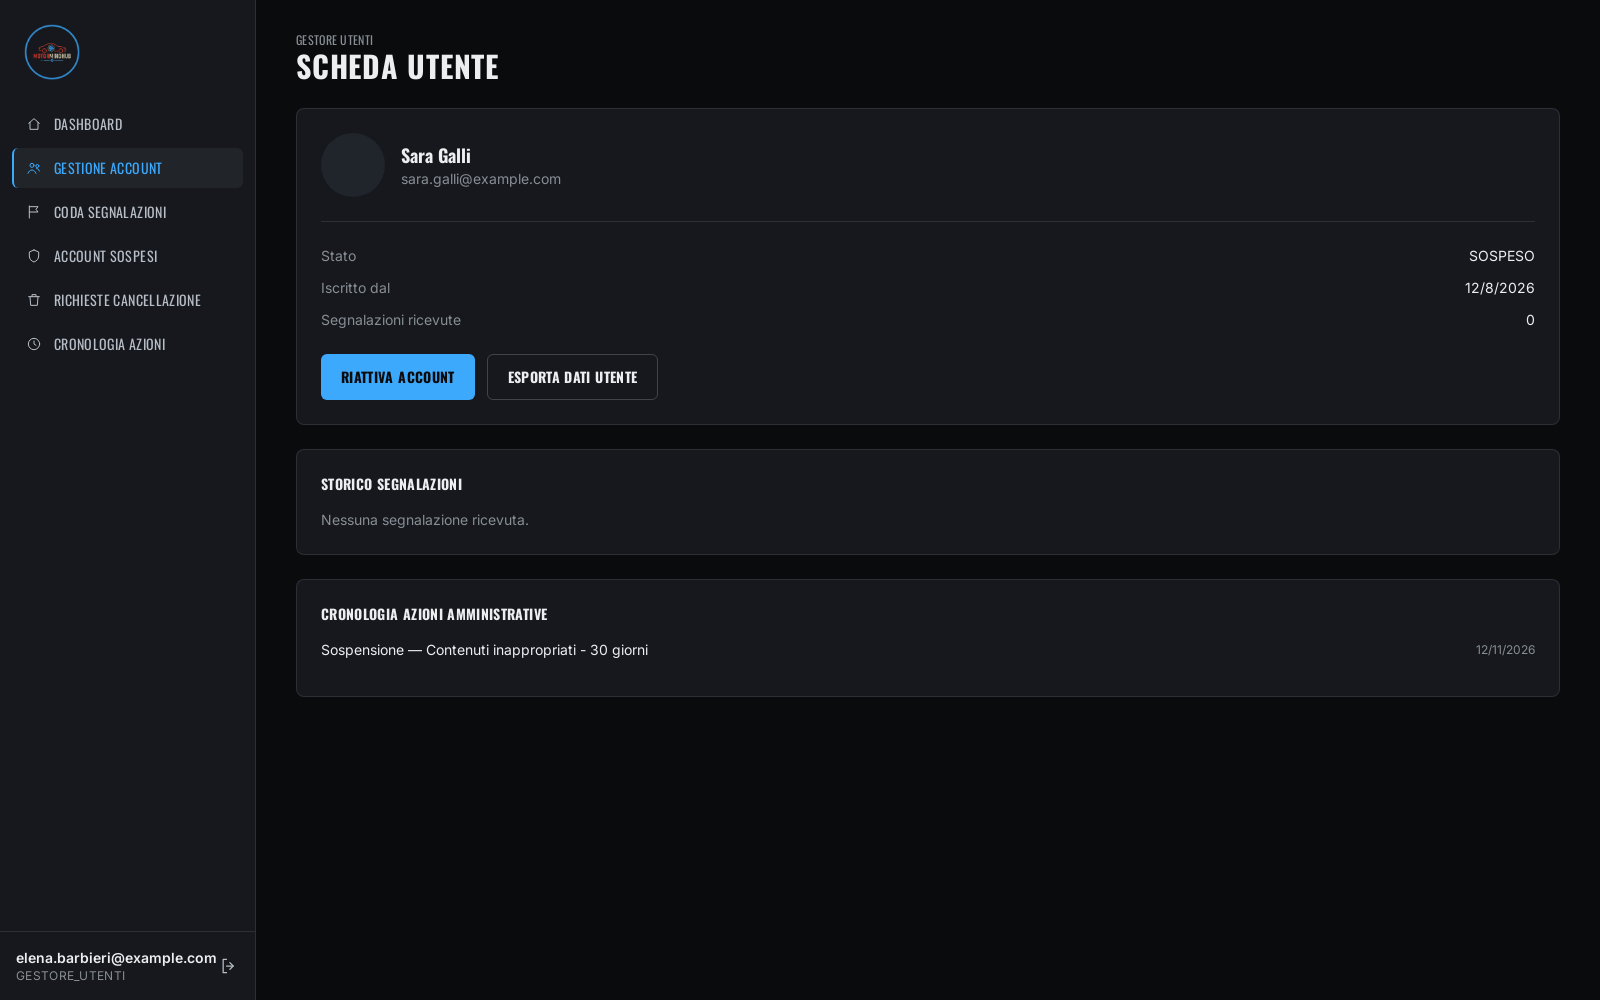 DASHBOARD
GESTIONE ACCOUNT
CODA SEGNALAZIONI
ACCOUNT SOSPESI
RICHIESTE CANCELLAZIONE
CRONOLOGIA AZIONI
elena.barbieri@example.com
GESTORE_UTENTI
GESTORE UTENTI
SCHEDA UTENTE
Sara Galli
sara.galli@example.com
Stato SOSPESO
Iscritto dal 12/8/2026
Segnalazioni ricevute 0
RIATTIVA ACCOUNT ESPORTA DATI UTENTE
STORICO SEGNALAZIONI
Nessuna segnalazione ricevuta.
CRONOLOGIA AZIONI AMMINISTRATIVE
Sospensione — Contenuti inappropriati - 30 giorni 12/11/2026